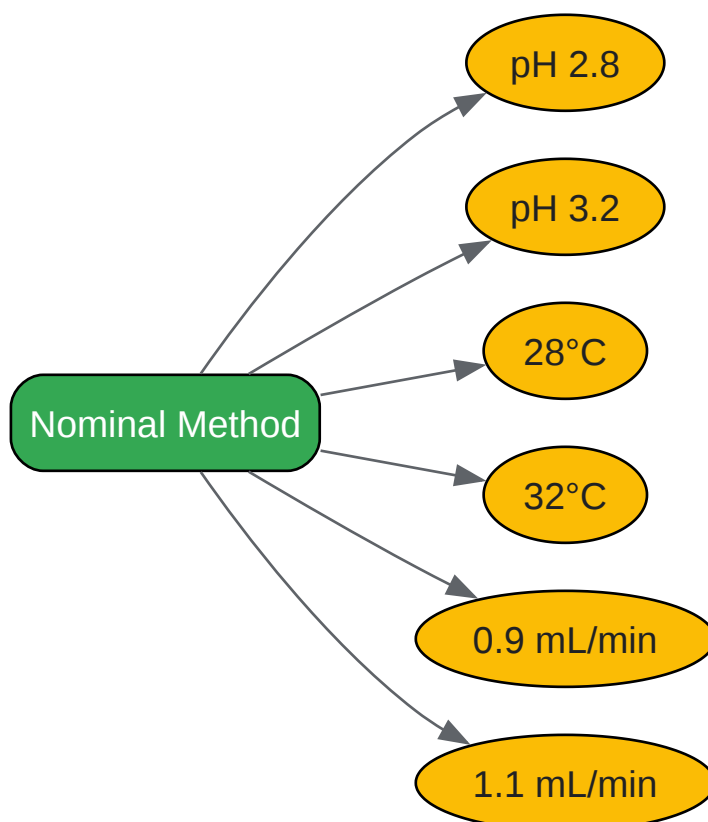 pH 2.8
pH 3.2
28°C
Nominal Method
32°C
0.9 mL/min
1.1 mL/min